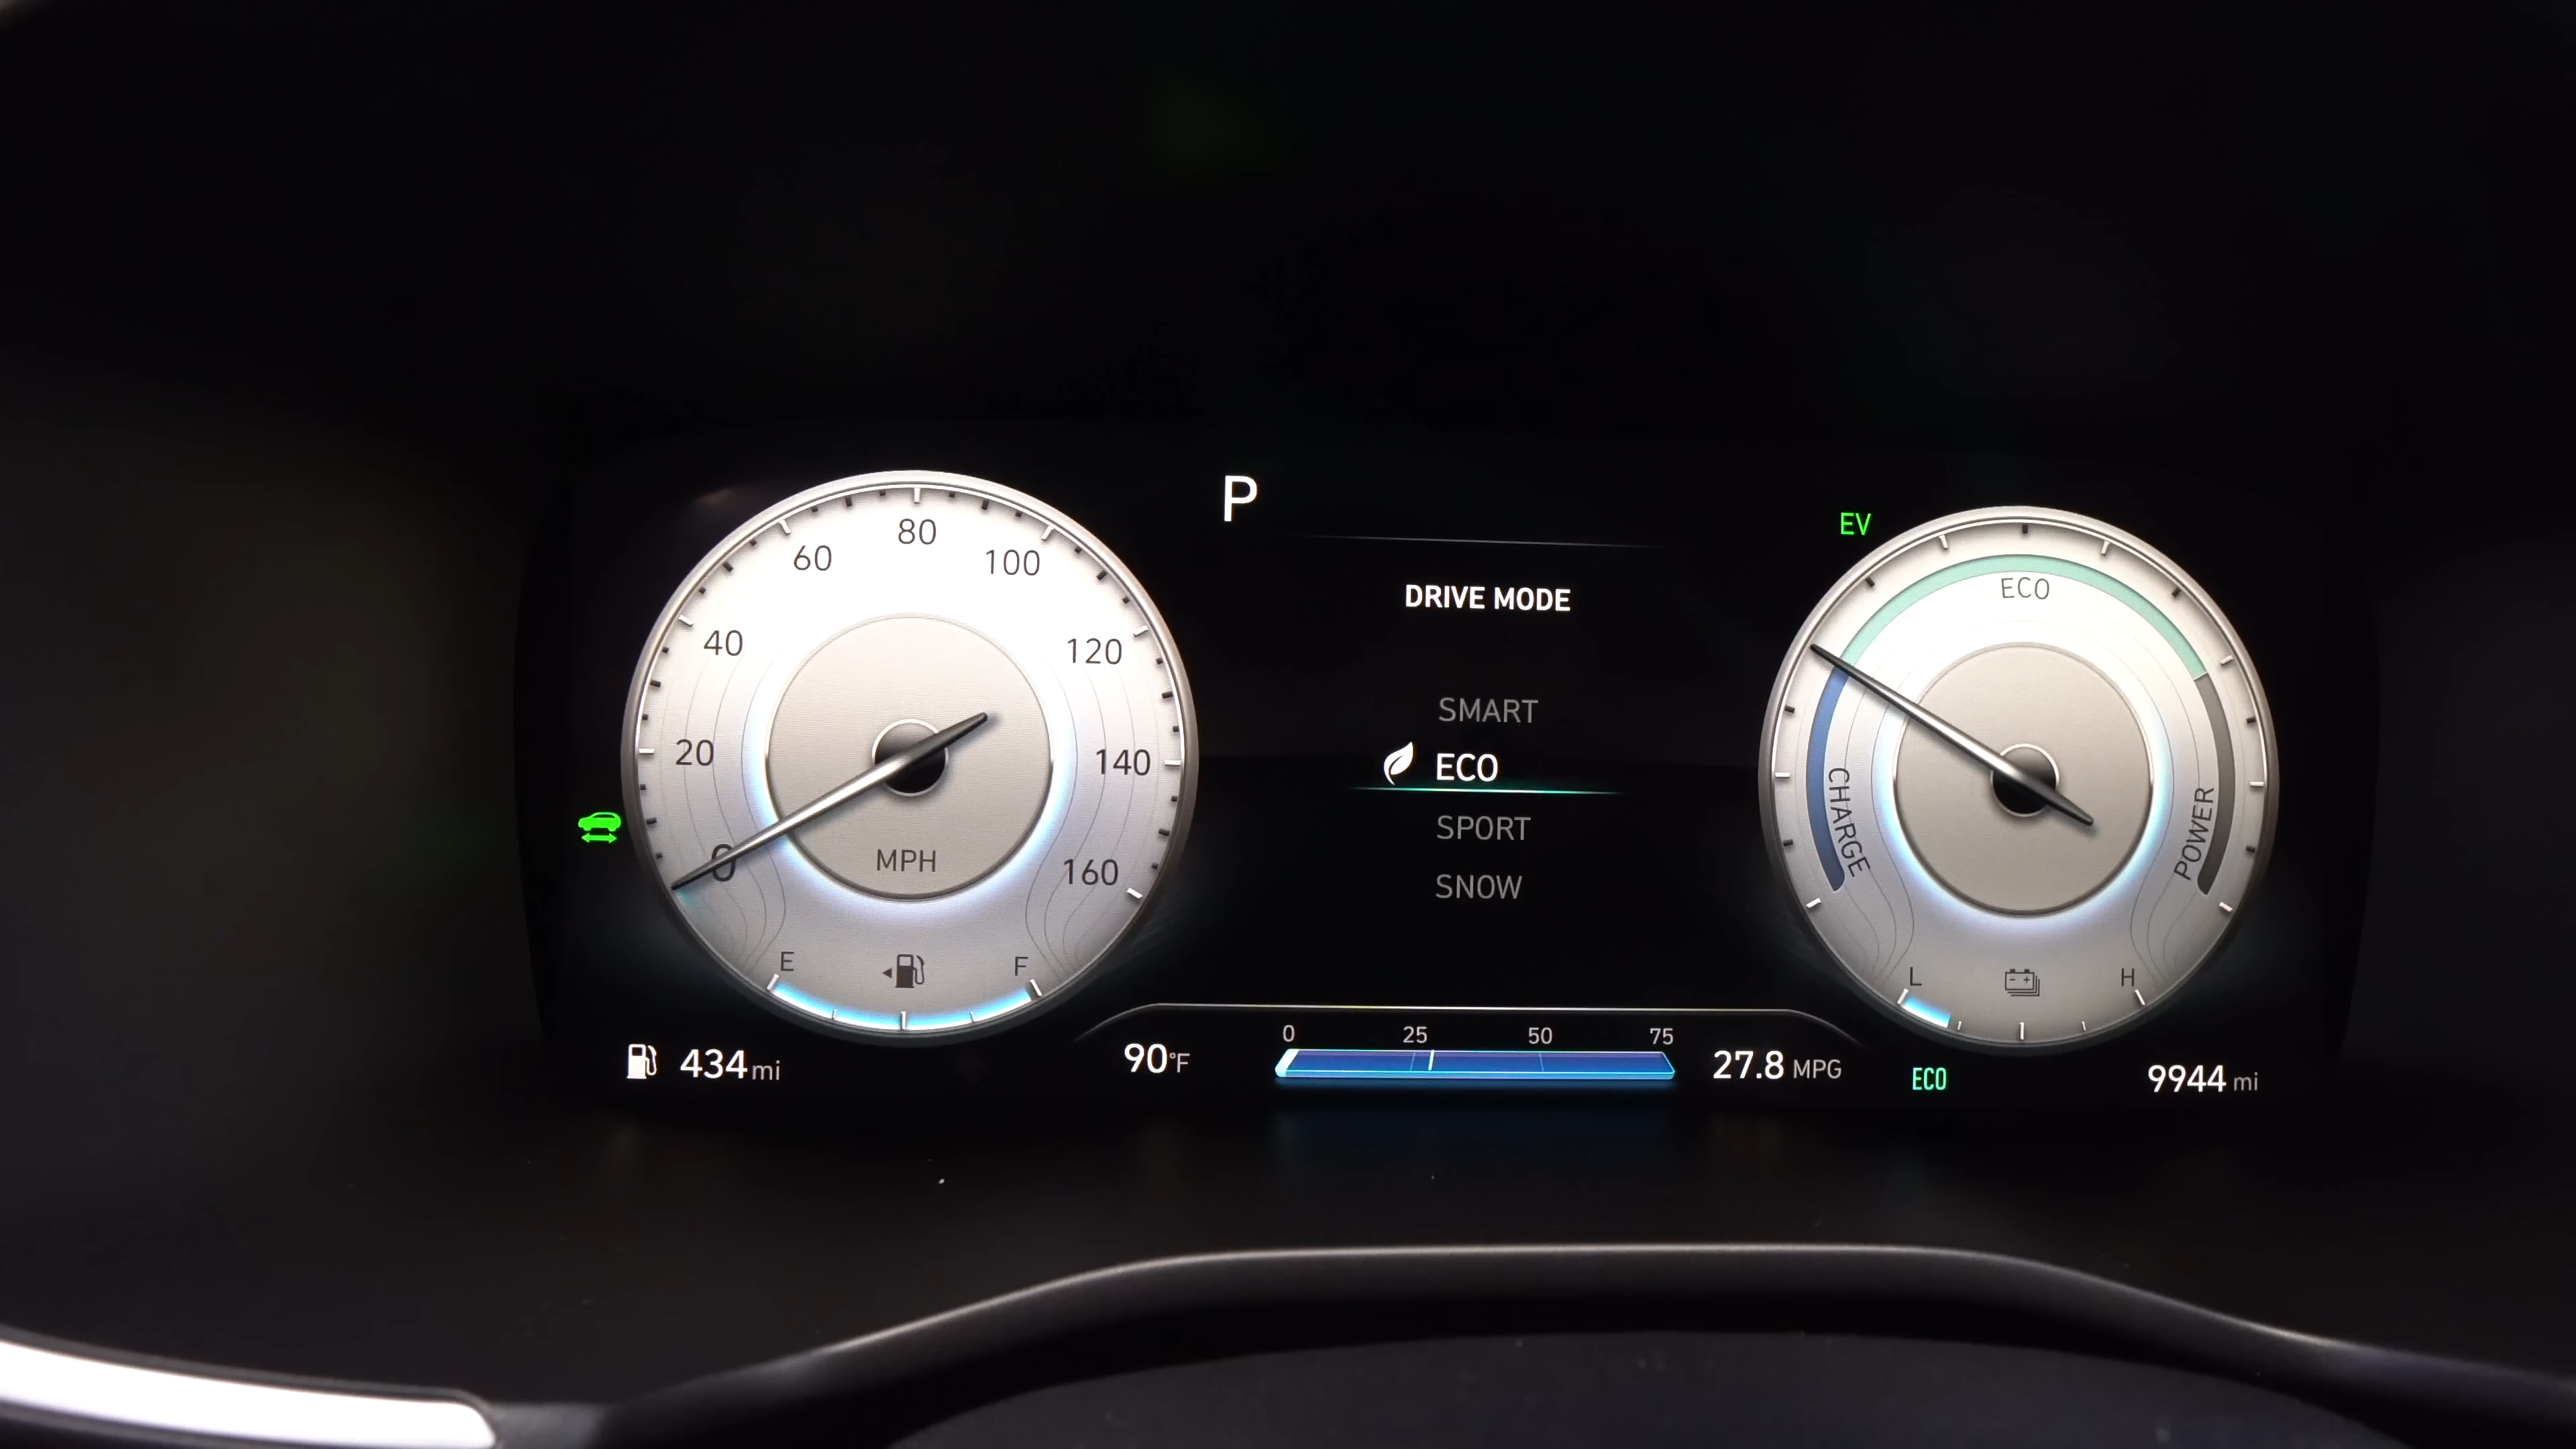 P
DRIVE MODE
SMART
ECO
SPORT
SNOW
0
20
40
60
80
100
120
140
160
MPH
E
F
434 mi
90°F
0 25 50 75
27.8 MPG
EV
ECO
CHARGE
POWER
L
H
ECO
9944 mi